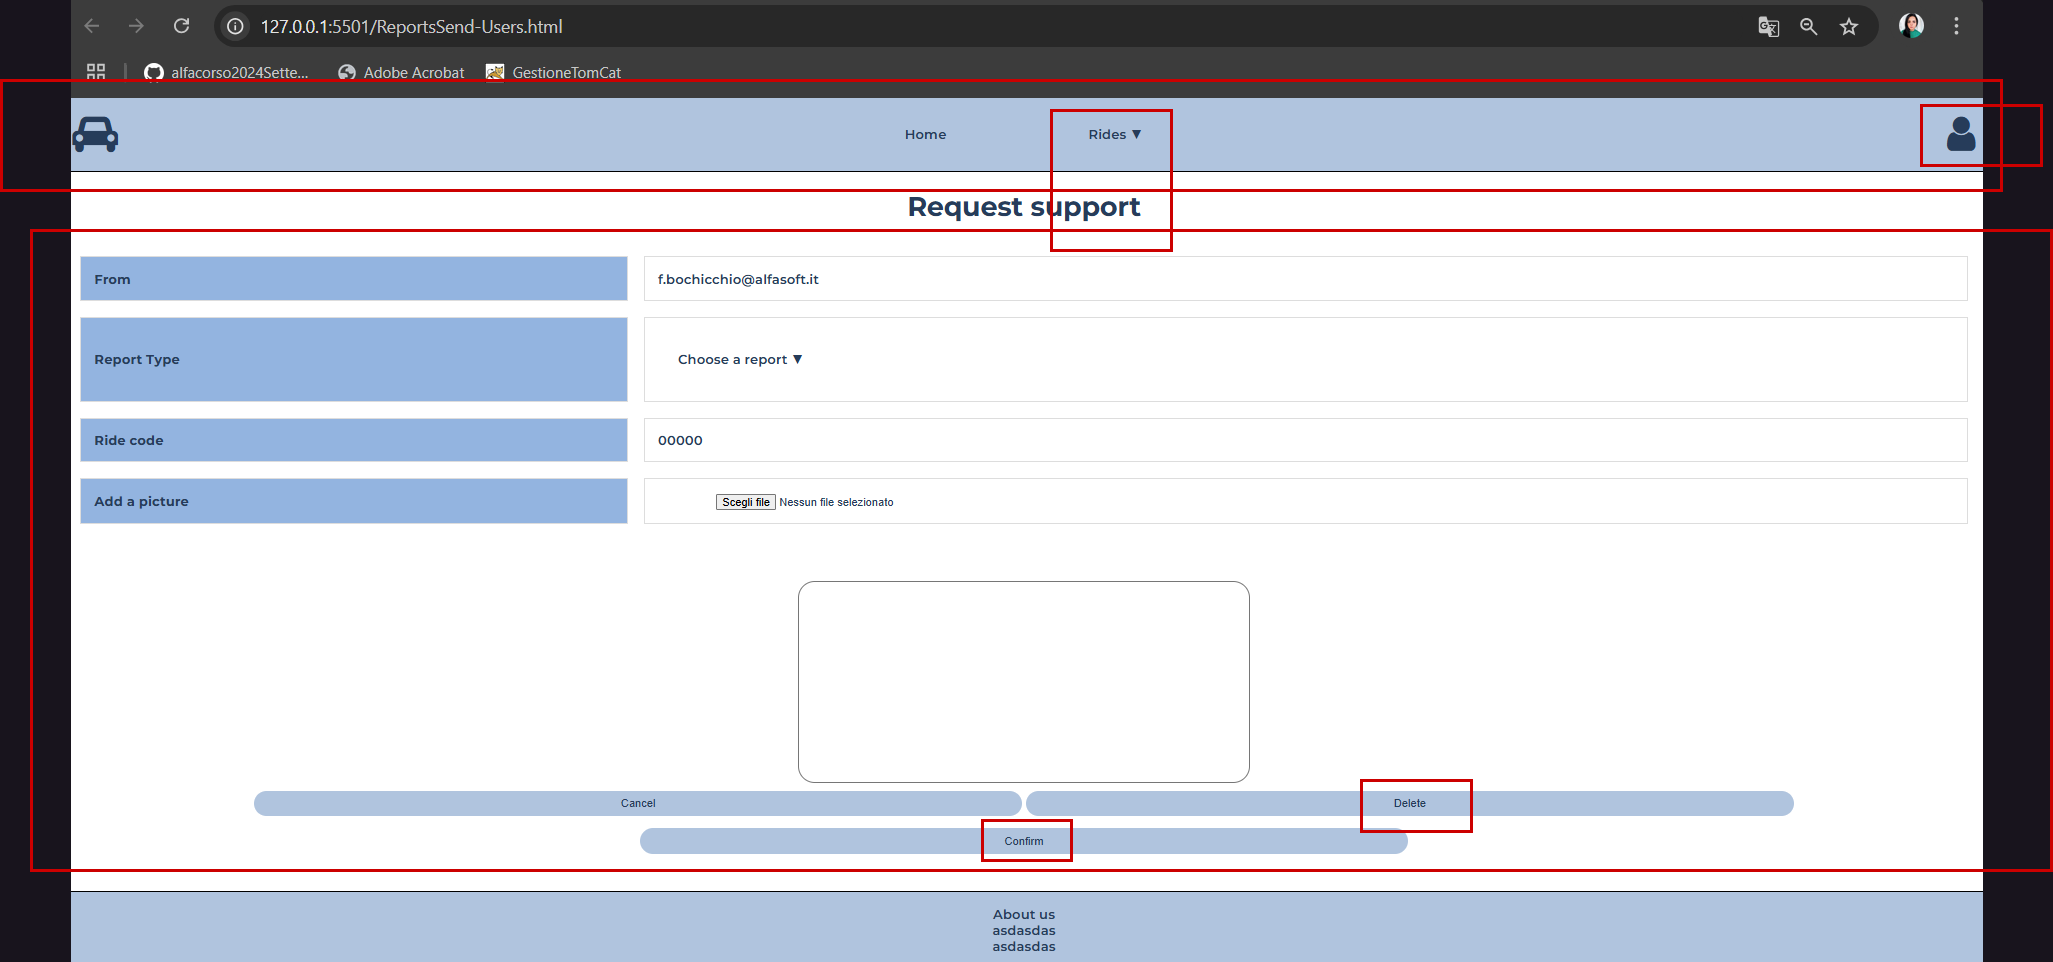 127.0.0.1:5501/ReportsSend-Users.html
alfacorso2024Sette... Adobe Acrobat GestioneTomCat
Home Rides ▼
Request support
From f.bochicchio@alfasoft.it
Report Type Choose a report ▼
Ride code 00000
Add a picture Scegli file Nessun file selezionato
Cancel Delete
Confirm
About us
asdasdas
asdasdas